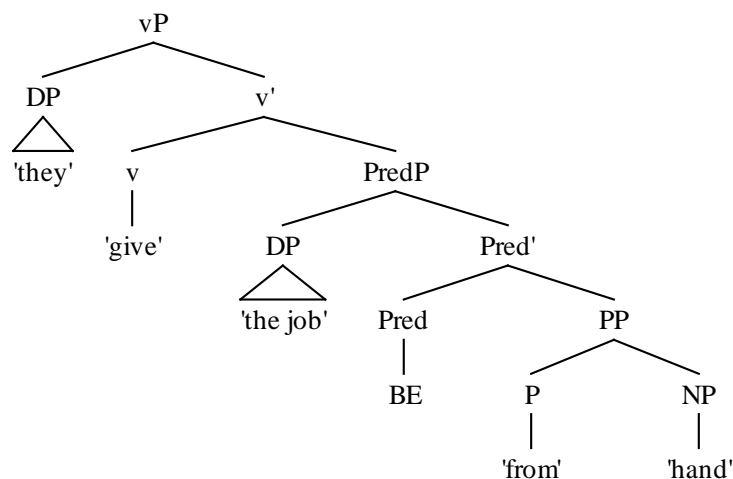 vP
DP v'
'they' v PredP
'give' DP Pred'
'the job' Pred PP
BE P NP
'from' 'hand'